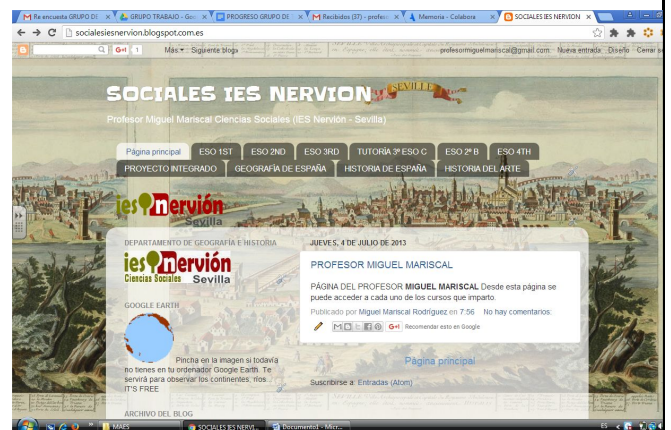 Re encuesta GRUPO DE
GRUPO TRABAJO - Goo
PROGRESO GRUPO DE
Recibidos (37) - profeso
Memoria - Colabora
SOCIALES IES NERVION
socialesiesnervion.blogspot.com.es
G+1 1 Más Siguiente blog» profesormiguelmariscal@gmail.com Nueva entrada Diseño Cerrar
SEVILLE
SOCIALES IES NERVION
Profesor Miguel Mariscal Ciencias Sociales (IES Nervión - Sevilla)
Página principal ESO 1ST ESO 2ND ESO 3RD TUTORÍA 3º ESO C ESO 2º B ESO 4TH
PROYECTO INTEGRADO GEOGRAFÍA DE ESPAÑA HISTORIA DE ESPAÑA HISTORIA DEL ARTE
ies nervión
Sevilla
DEPARTAMENTO DE GEOGRAFÍA E HISTORIA
ies nervión
Ciencias Sociales Sevilla
GOOGLE EARTH
Pincha en la imagen si todavía
no tienes en tu ordenador Google Earth. Te
servirá para observar los continentes, ríos...
IT'S FREE
ARCHIVO DEL BLOG
JUEVES, 4 DE JULIO DE 2013
PROFESOR MIGUEL MARISCAL
PÁGINA DEL PROFESOR MIGUEL MARISCAL Desde esta página se
puede acceder a cada uno de los cursos que imparto.
Publicado por Miguel Mariscal Rodríguez en 7:56 No hay comentarios:
G+1 Recomendar esto en Google
Página principal
Suscribirse a: Entradas (Atom)
MAES
SOCIALES IES NERVI...
Documento1 - Micr...
ES